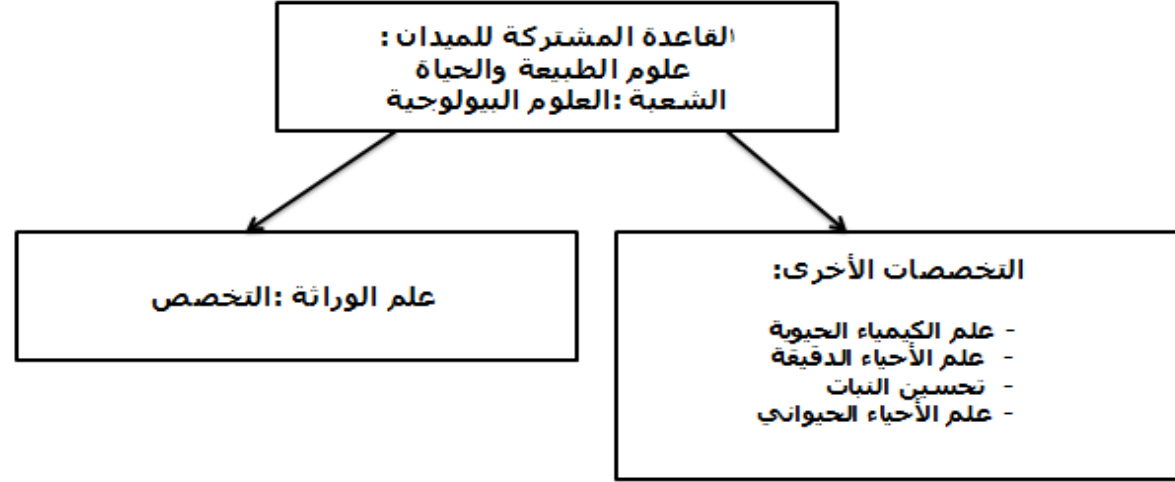 القاعدة المشتركة للميدان :
علوم الطبيعة والحياة
الشعبة :العلوم البيولوجية
التخصصات الأخرى:
- علم الكيمياء الحيوية
- علم الأحياء الدقيقة
- تحسين النبات
- علم الأحياء الحيواني
علم الوراثة :التخصص